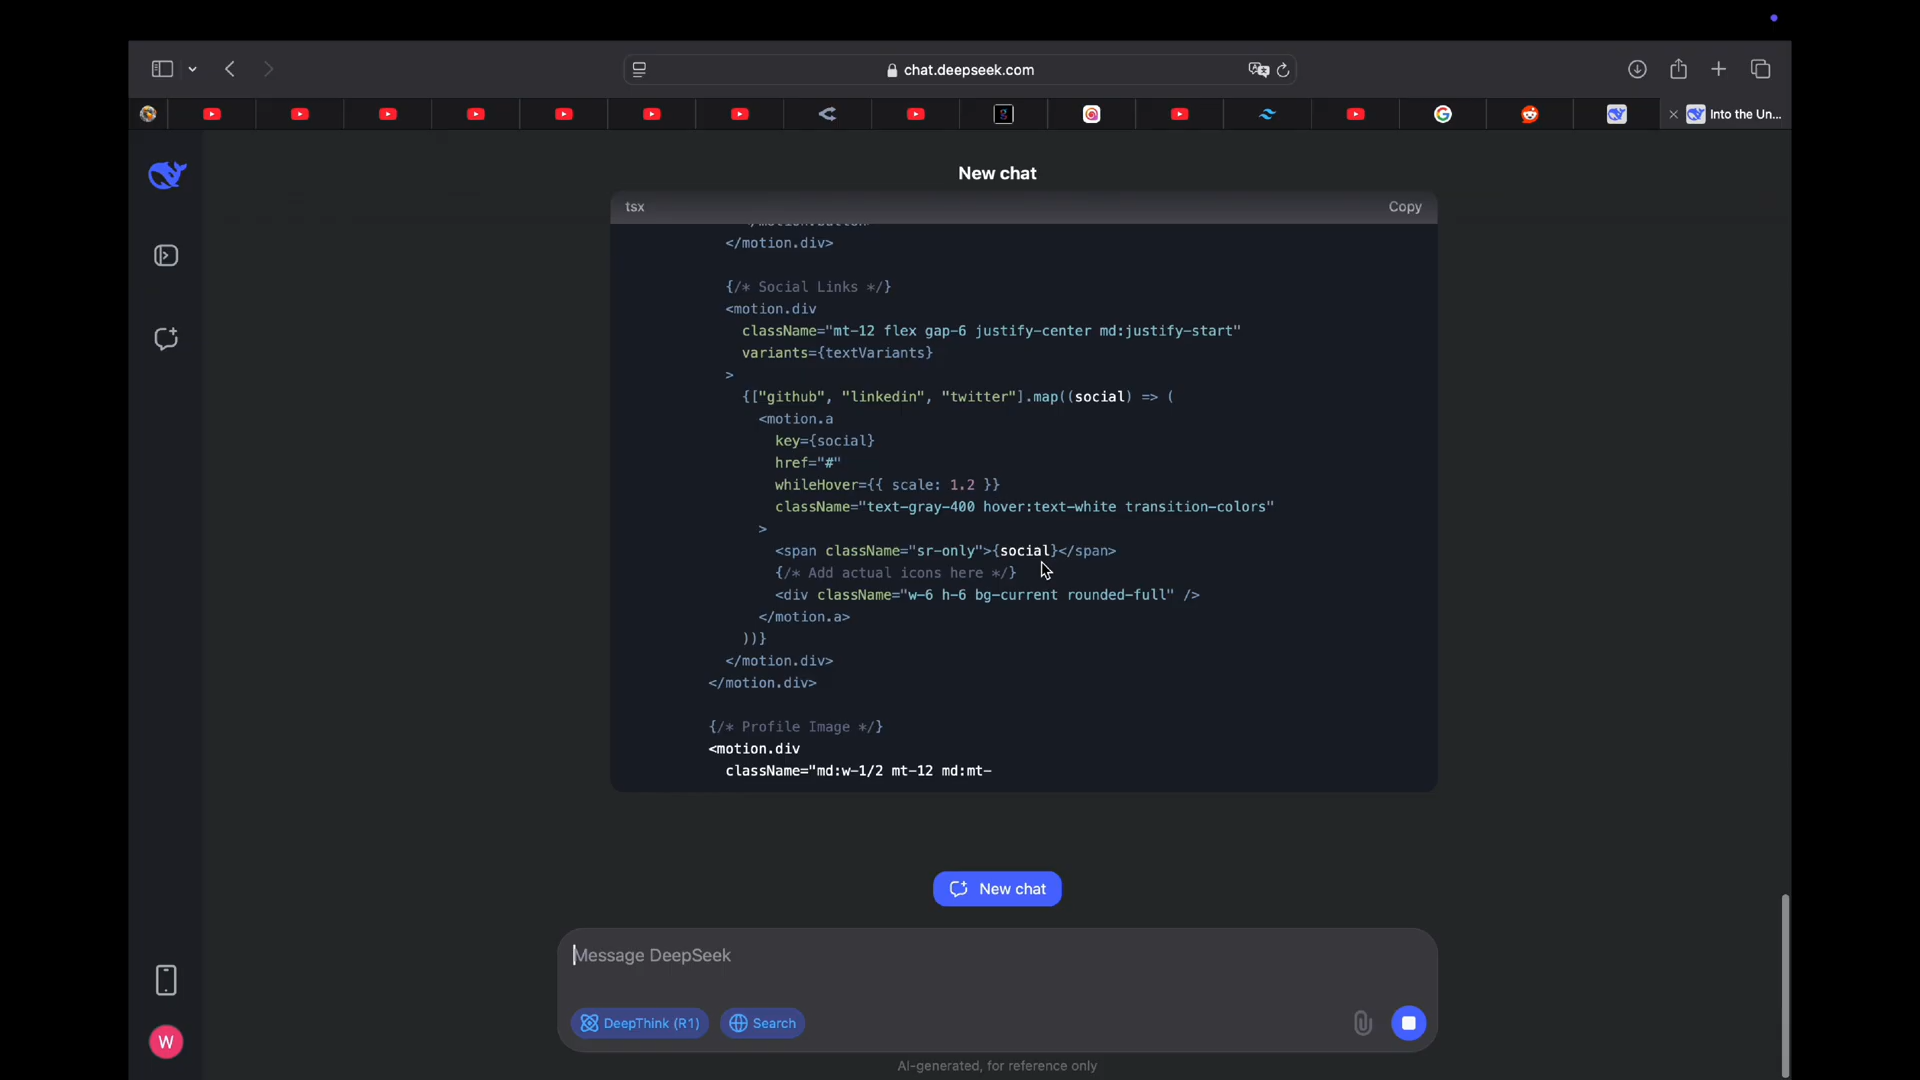 chat.deepseek.com
Into the Un...
New chat
tsx
Copy
</motion.div>
{/* Social Links */}
<motion.div
className="mt-12 flex gap-6 justify-center md:justify-start"
variants={textVariants}
>
{["github", "linkedin", "twitter"].map((social) => (
<motion.a
key={social}
href="#"
whileHover={{ scale: 1.2 }}
className="text-gray-400 hover:text-white transition-colors"
>
<span className="sr-only">{social}</span>
{/* Add actual icons here */}
<div className="w-6 h-6 bg-current rounded-full" />
</motion.a>
))}
</motion.div>
</motion.div>
{/* Profile Image */}
<motion.div
className="md:w-1/2 mt-12 md:mt-
New chat
Message DeepSeek
DeepThink (R1)
Search
W
AI-generated, for reference only